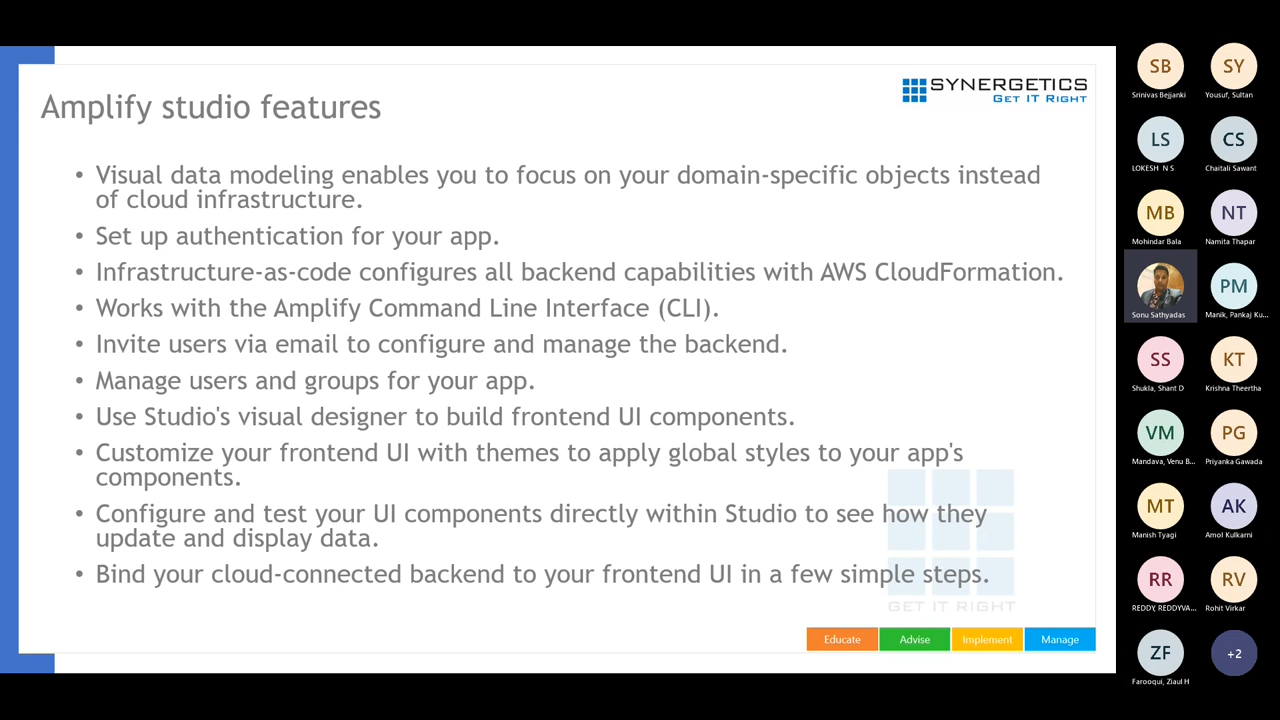 SYNERGETICS
GET IT RIGHT
Amplify studio features
• Visual data modeling enables you to focus on your domain-specific objects instead
of cloud infrastructure.
• Set up authentication for your app.
• Infrastructure-as-code configures all backend capabilities with AWS CloudFormation.
• Works with the Amplify Command Line Interface (CLI).
• Invite users via email to configure and manage the backend.
• Manage users and groups for your app.
• Use Studio's visual designer to build frontend UI components.
• Customize your frontend UI with themes to apply global styles to your app's
components.
• Configure and test your UI components directly within Studio to see how they
update and display data.
• Bind your cloud-connected backend to your frontend UI in a few simple steps.
GET IT RIGHT
Educate Advise Implement Manage
SB SY
Srinivas Bejjanki Yousuf, Sultan
LS CS
LOKESH N S Chaitali Sawant
MB NT
Mohindar Bala Namita Thapar
PM
Sonu Sathyadas Manik, Pankaj Ku...
SS KT
Shukla, Shant D Krishna Theertha
VM PG
Mandava, Venu B... Priyanka Gawada
MT AK
Manish Tyagi Amol Kulkarni
RR RV
REDDY, REDDYVA... Rohit Virkar
ZF +2
Farooqui, Ziaul H